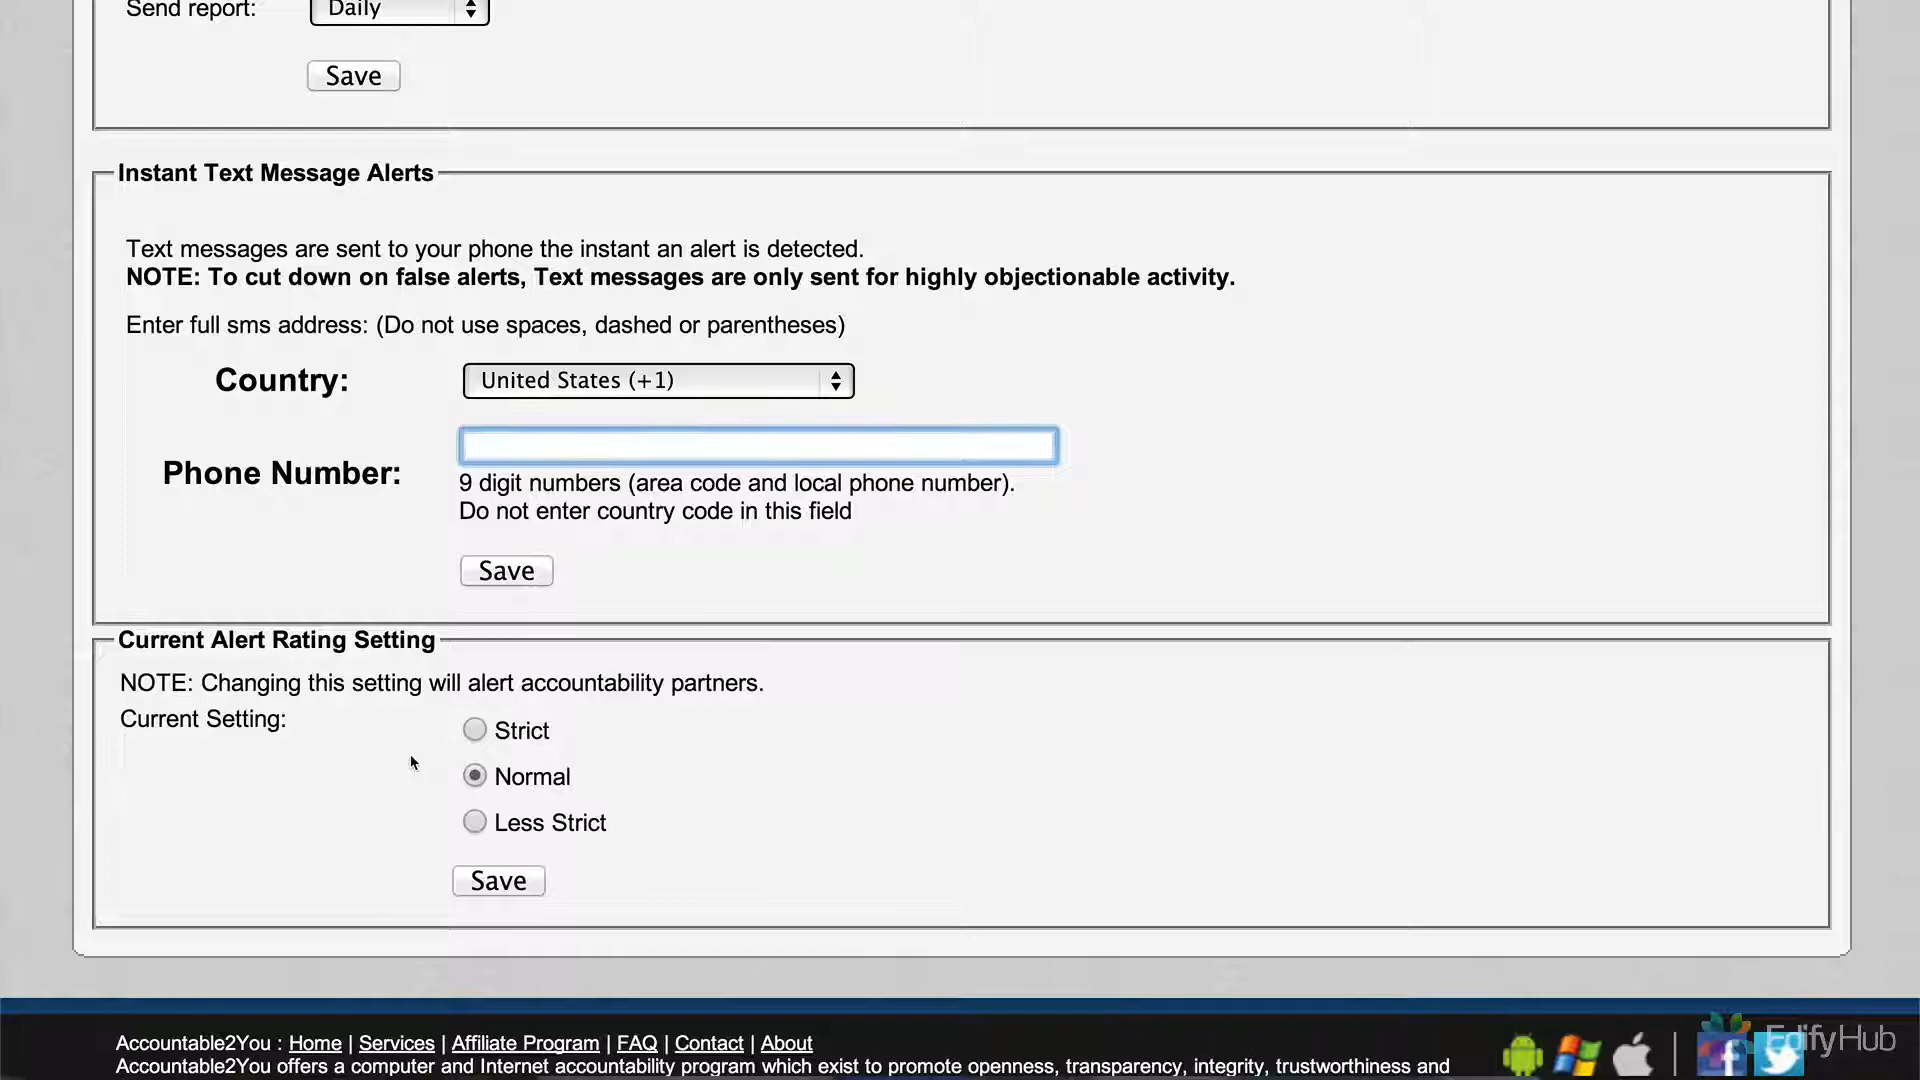 Send report: Daily
Save
Instant Text Message Alerts
Text messages are sent to your phone the instant an alert is detected.
NOTE: To cut down on false alerts, Text messages are only sent for highly objectionable activity.
Enter full sms address: (Do not use spaces, dashed or parentheses)
Country: United States (+1)
Phone Number:
9 digit numbers (area code and local phone number).
Do not enter country code in this field
Save
Current Alert Rating Setting
NOTE: Changing this setting will alert accountability partners.
Current Setting:
Strict
Normal
Less Strict
Save
Accountable2You : Home | Services | Affiliate Program | FAQ | Contact | About
Accountable2You offers a computer and Internet accountability program which exist to promote openness, transparency, integrity, trustworthiness and
EdifyHub